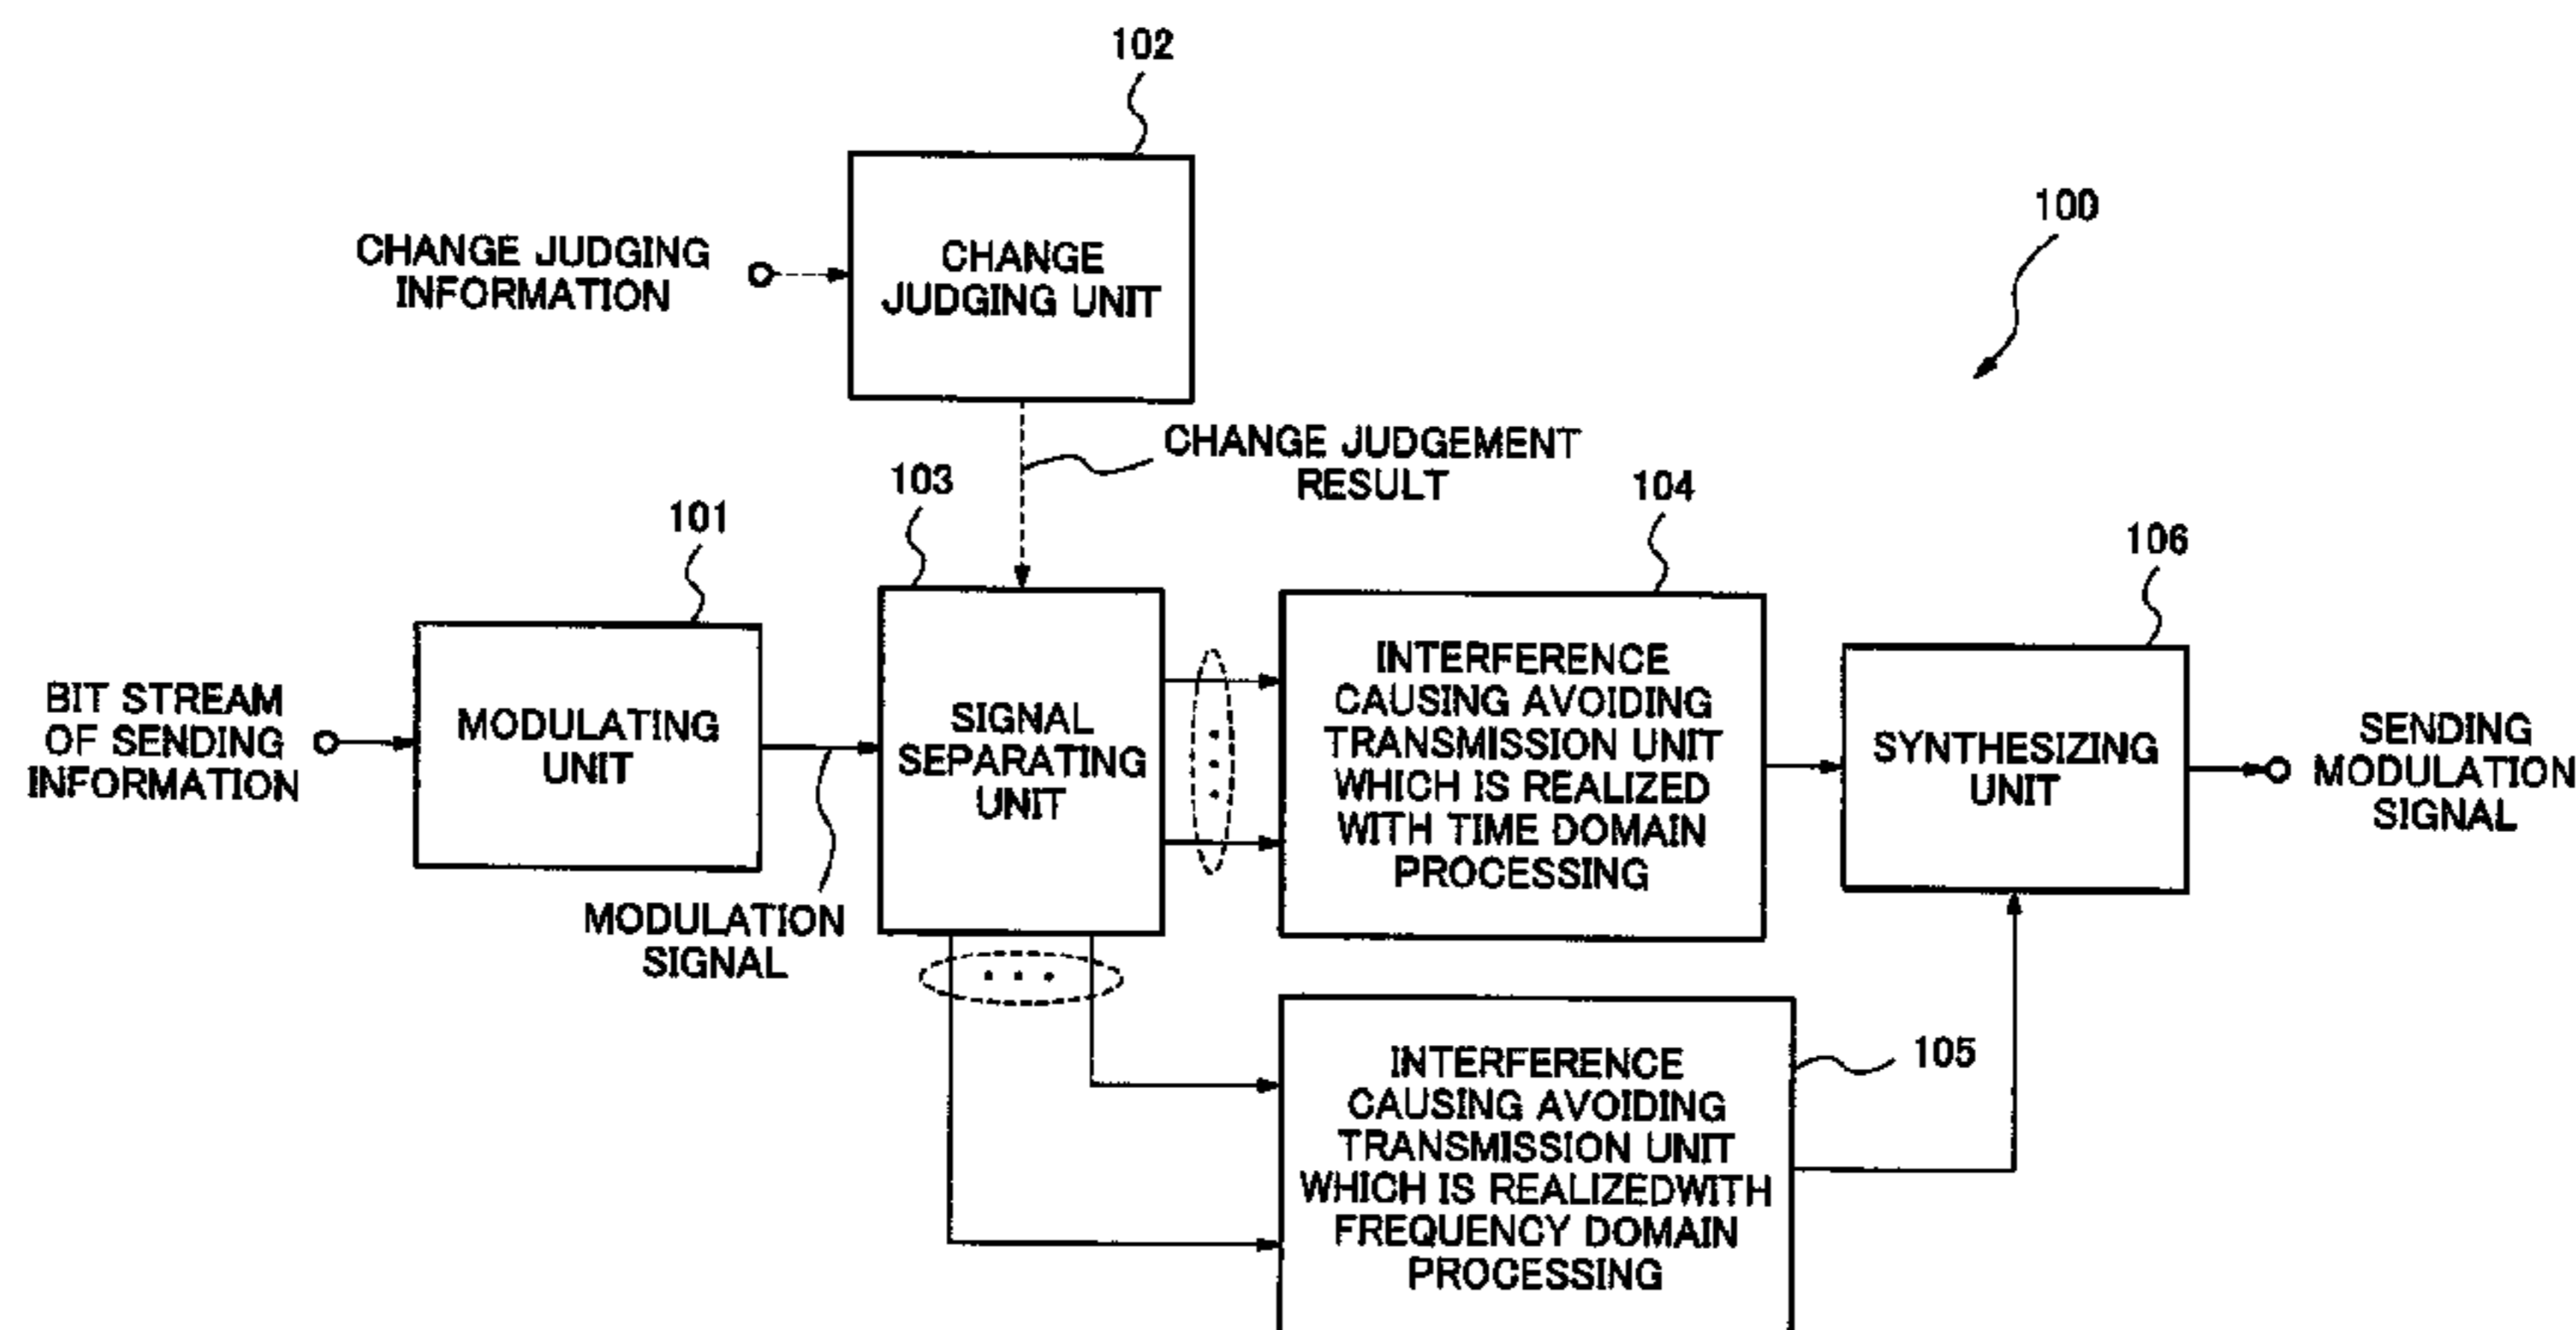 102
100
CHANGE JUDGING
INFORMATION
CHANGE
JUDGING UNIT
CHANGE JUDGEMENT
RESULT
103
104
101
106
BIT STREAM
OF SENDING
INFORMATION
MODULATING
UNIT
MODULATION
SIGNAL
SIGNAL
SEPARATING
UNIT
INTERFERENCE
CAUSING AVOIDING
TRANSMISSION UNIT
WHICH IS REALIZED
WITH TIME DOMAIN
PROCESSING
SYNTHESIZING
UNIT
SENDING
MODULATION
SIGNAL
INTERFERENCE
CAUSING AVOIDING
TRANSMISSION UNIT
WHICH IS REALIZEDWITH
FREQUENCY DOMAIN
PROCESSING
105